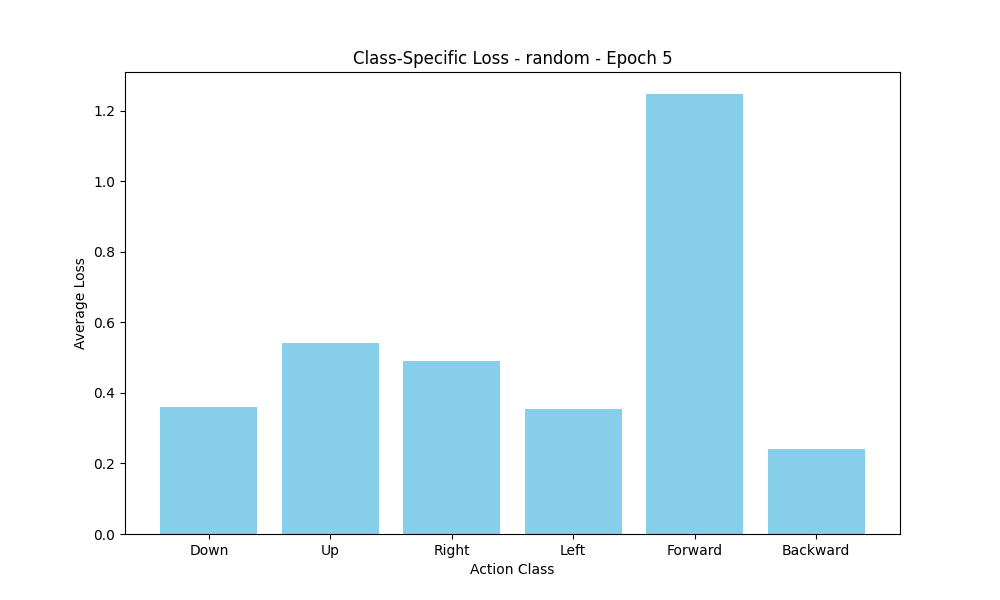 Class-Specific Loss - random - Epoch 5
Average Loss
1.2
1.0
0.8
0.6
0.4
0.2
0.0
Down Up Right Left Forward Backward
Action Class